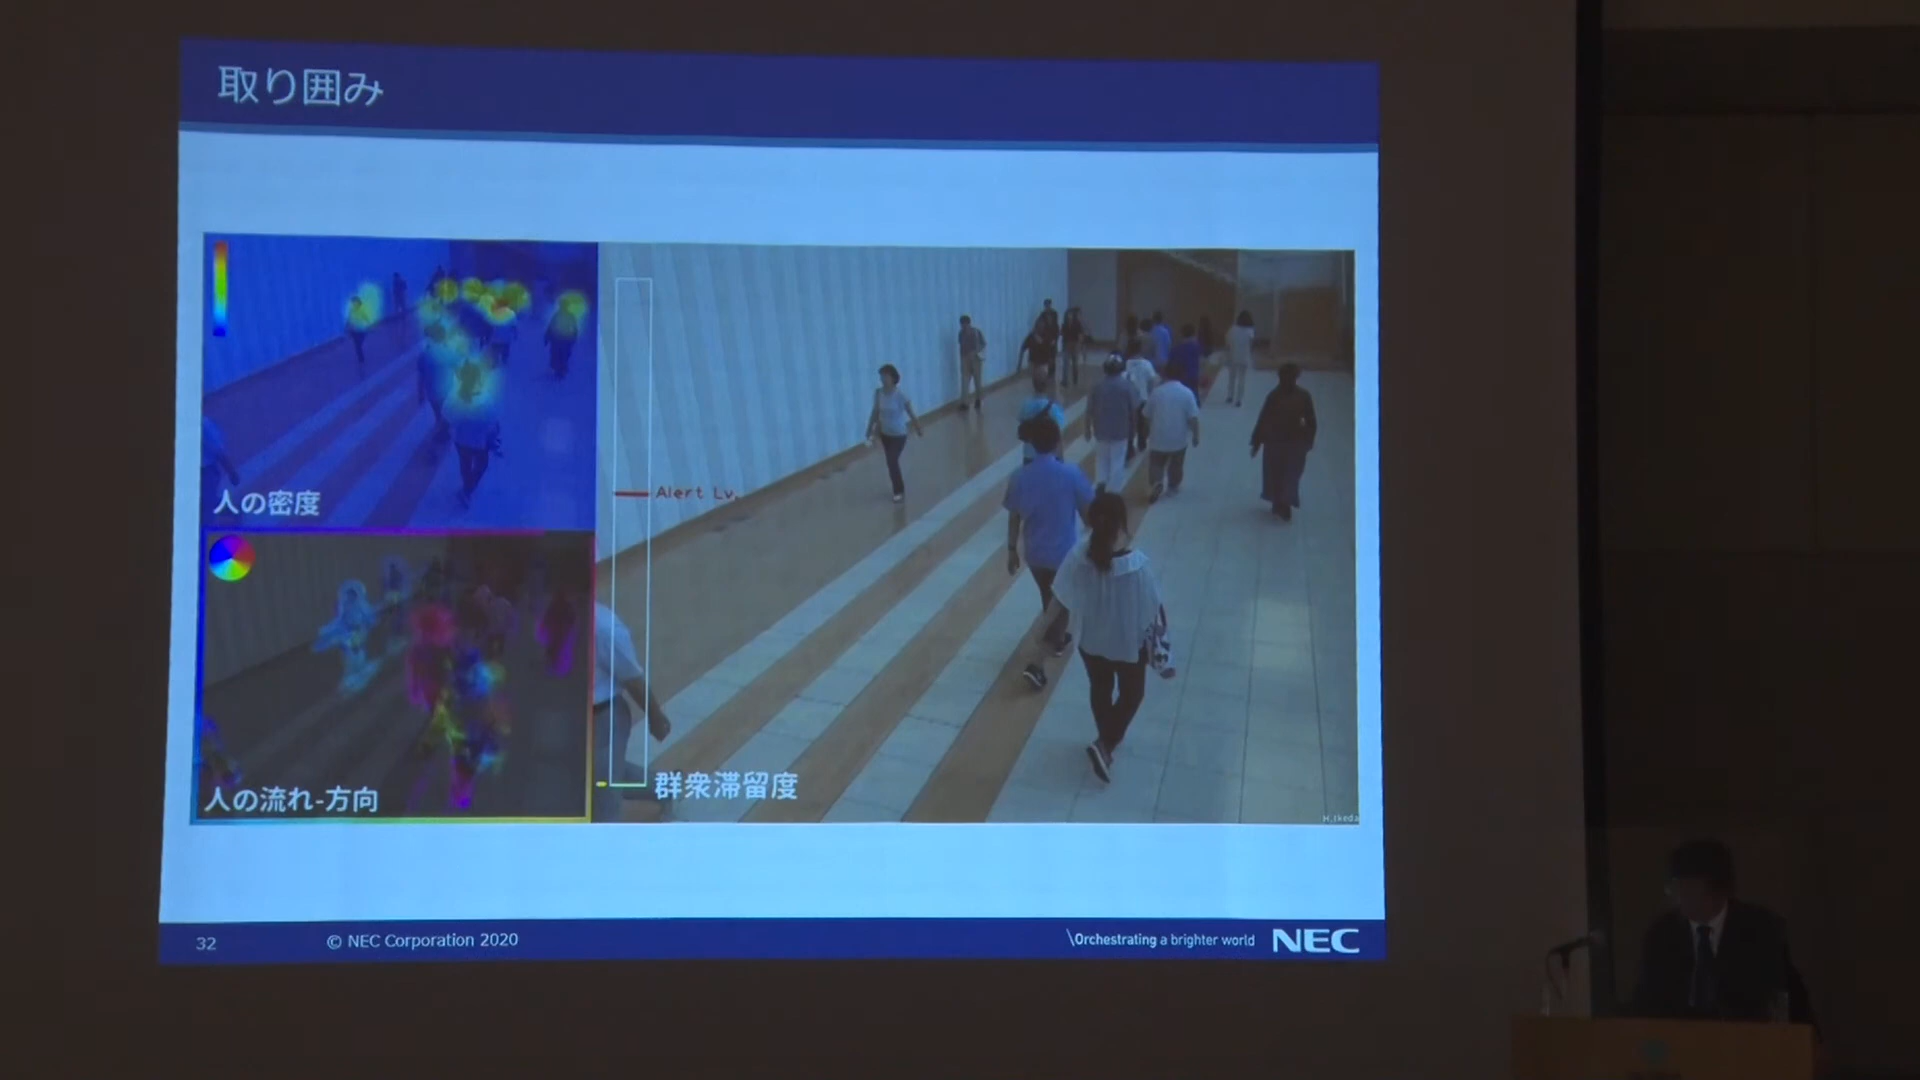 取り囲み
人の密度
Alert Lv.
人の流れ-方向
群衆滞留度
H.Ikeda
32
© NEC Corporation 2020
\Orchestrating a brighter world
NEC